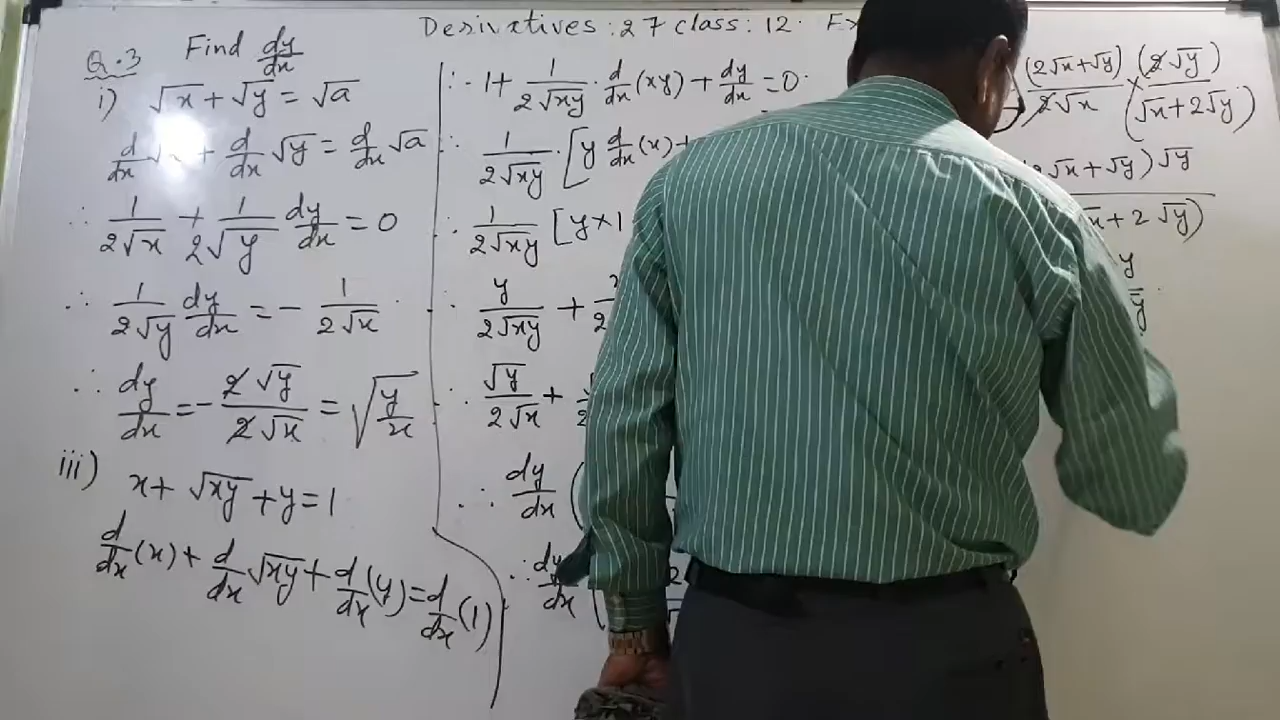 Derivatives : 27 class : 12. Ex
Q.3 Find dy/dx
i) √x + √y = √a
d/dx √x + d/dx √y = d/dx √a
∴ 1/(2√x) + 1/(2√y) dy/dx = 0
∴ 1/(2√y) dy/dx = - 1/(2√x)
∴ dy/dx = - (2√y)/(2√x) = √(y/x)
iii) x + √xy + y = 1
d/dx (x) + d/dx √xy + d/dx (y) = d/dx (1)
∴ 1 + 1/(2√xy) . d/dx (xy) + dy/dx = 0
∴ 1/(2√xy) . [y d/dx (x) +
∴ 1/(2√xy) [y × 1
∴ y/(2√xy) +
∴ √y/(2√x) +
∴ dy/dx (
∴ dy/dx (
(2√x + √y)/(2√x) × (2√y)/(√x + 2√y)
2√x + √y) √y
x + 2√y)
y
y